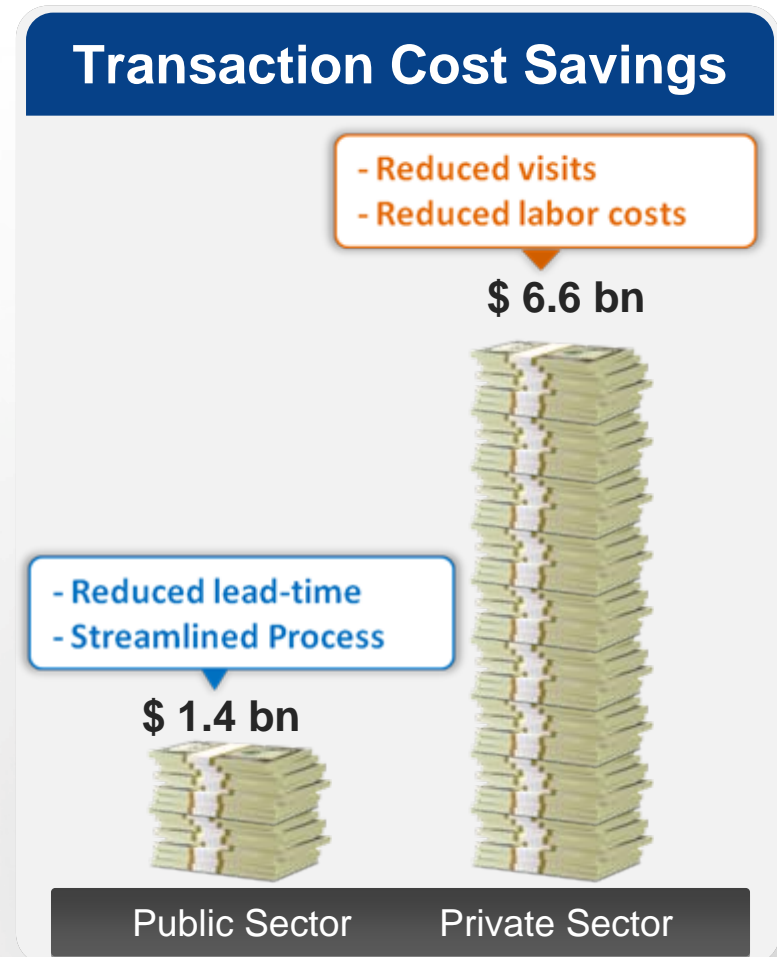 Transaction Cost Savings
- Reduced visits
- Reduced labor costs
$ 6.6 bn
- Reduced lead-time
- Streamlined Process
$ 1.4 bn
Public Sector
Private Sector